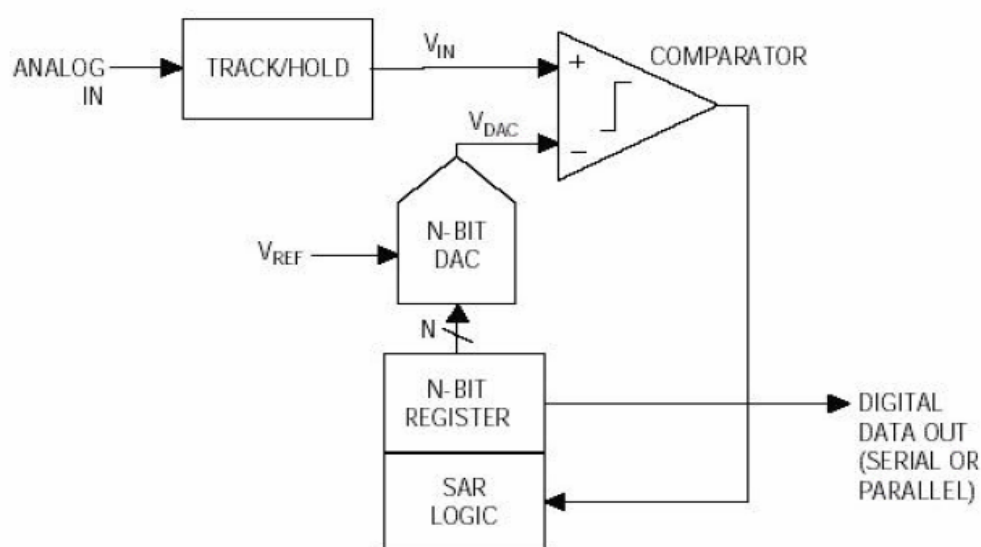 ANALOG
IN
TRACK/HOLD
VIN
COMPARATOR
+
VDAC
−
N-BIT
DAC
VREF
N
N-BIT
REGISTER
DIGITAL
DATA OUT
(SERIAL OR
PARALLEL)
SAR
LOGIC